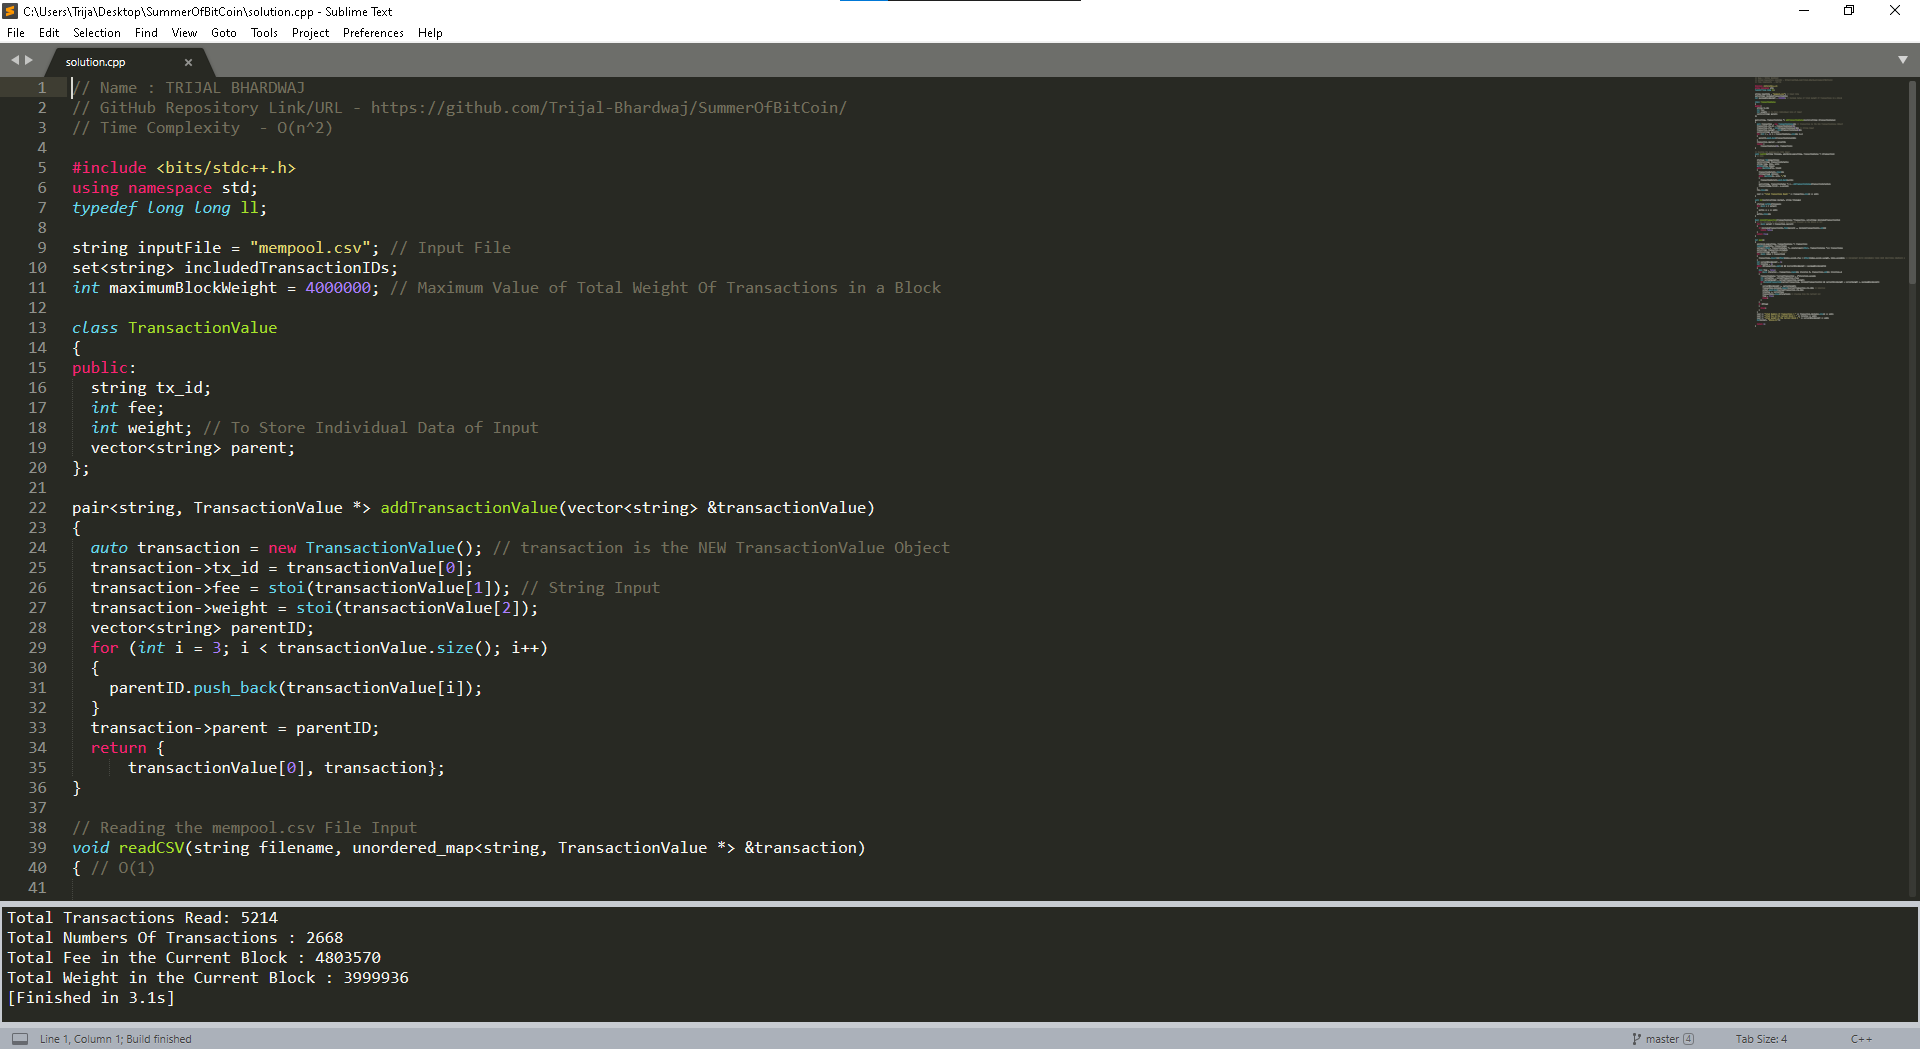 C:\Users\Trija\Desktop\SummerOfBitCoin\solution.cpp - Sublime Text
File Edit Selection Find View Goto Tools Project Preferences Help
solution.cpp
1 // Name : TRIJAL BHARDWAJ
2 // GitHub Repository Link/URL - https://github.com/Trijal-Bhardwaj/SummerOfBitCoin/
3 // Time Complexity  - O(n^2)
4
5 #include <bits/stdc++.h>
6 using namespace std;
7 typedef long long ll;
8
9 string inputFile = "mempool.csv"; // Input File
10 set<string> includedTransactionIDs;
11 int maximumBlockWeight = 4000000; // Maximum Value of Total Weight Of Transactions in a Block
12
13 class TransactionValue
14 {
15 public:
16   string tx_id;
17   int fee;
18   int weight; // To Store Individual Data of Input
19   vector<string> parent;
20 };
21
22 pair<string, TransactionValue *> addTransactionValue(vector<string> &transactionValue)
23 {
24   auto transaction = new TransactionValue(); // transaction is the NEW TransactionValue Object
25   transaction->tx_id = transactionValue[0];
26   transaction->fee = stoi(transactionValue[1]); // String Input
27   transaction->weight = stoi(transactionValue[2]);
28   vector<string> parentID;
29   for (int i = 3; i < transactionValue.size(); i++)
30   {
31     parentID.push_back(transactionValue[i]);
32   }
33   transaction->parent = parentID;
34   return {
35       transactionValue[0], transaction};
36 }
37
38 // Reading the mempool.csv File Input
39 void readCSV(string filename, unordered_map<string, TransactionValue *> &transaction)
40 { // O(1)
41
Total Transactions Read: 5214
Total Numbers Of Transactions : 2668
Total Fee in the Current Block : 4803570
Total Weight in the Current Block : 3999936
[Finished in 3.1s]
Line 1, Column 1; Build finished
master 4
Tab Size: 4
C++